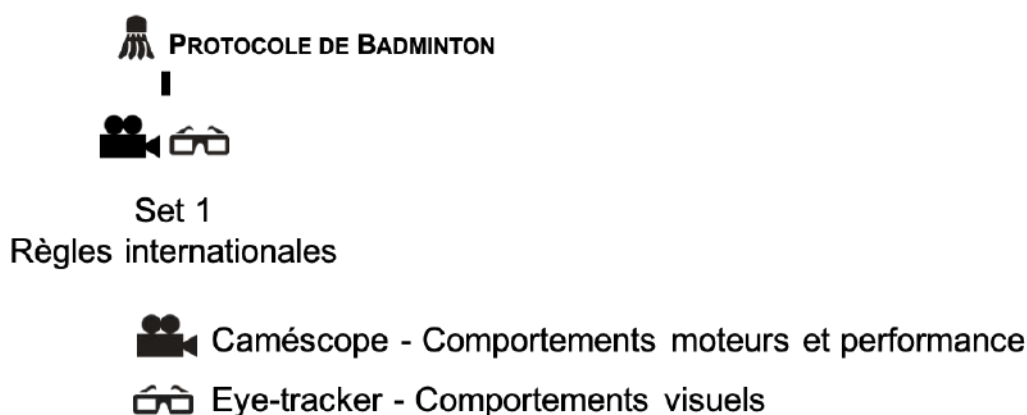 PROTOCOLE DE BADMINTON
Set 1
Règles internationales
Caméscope - Comportements moteurs et performance
Eye-tracker - Comportements visuels